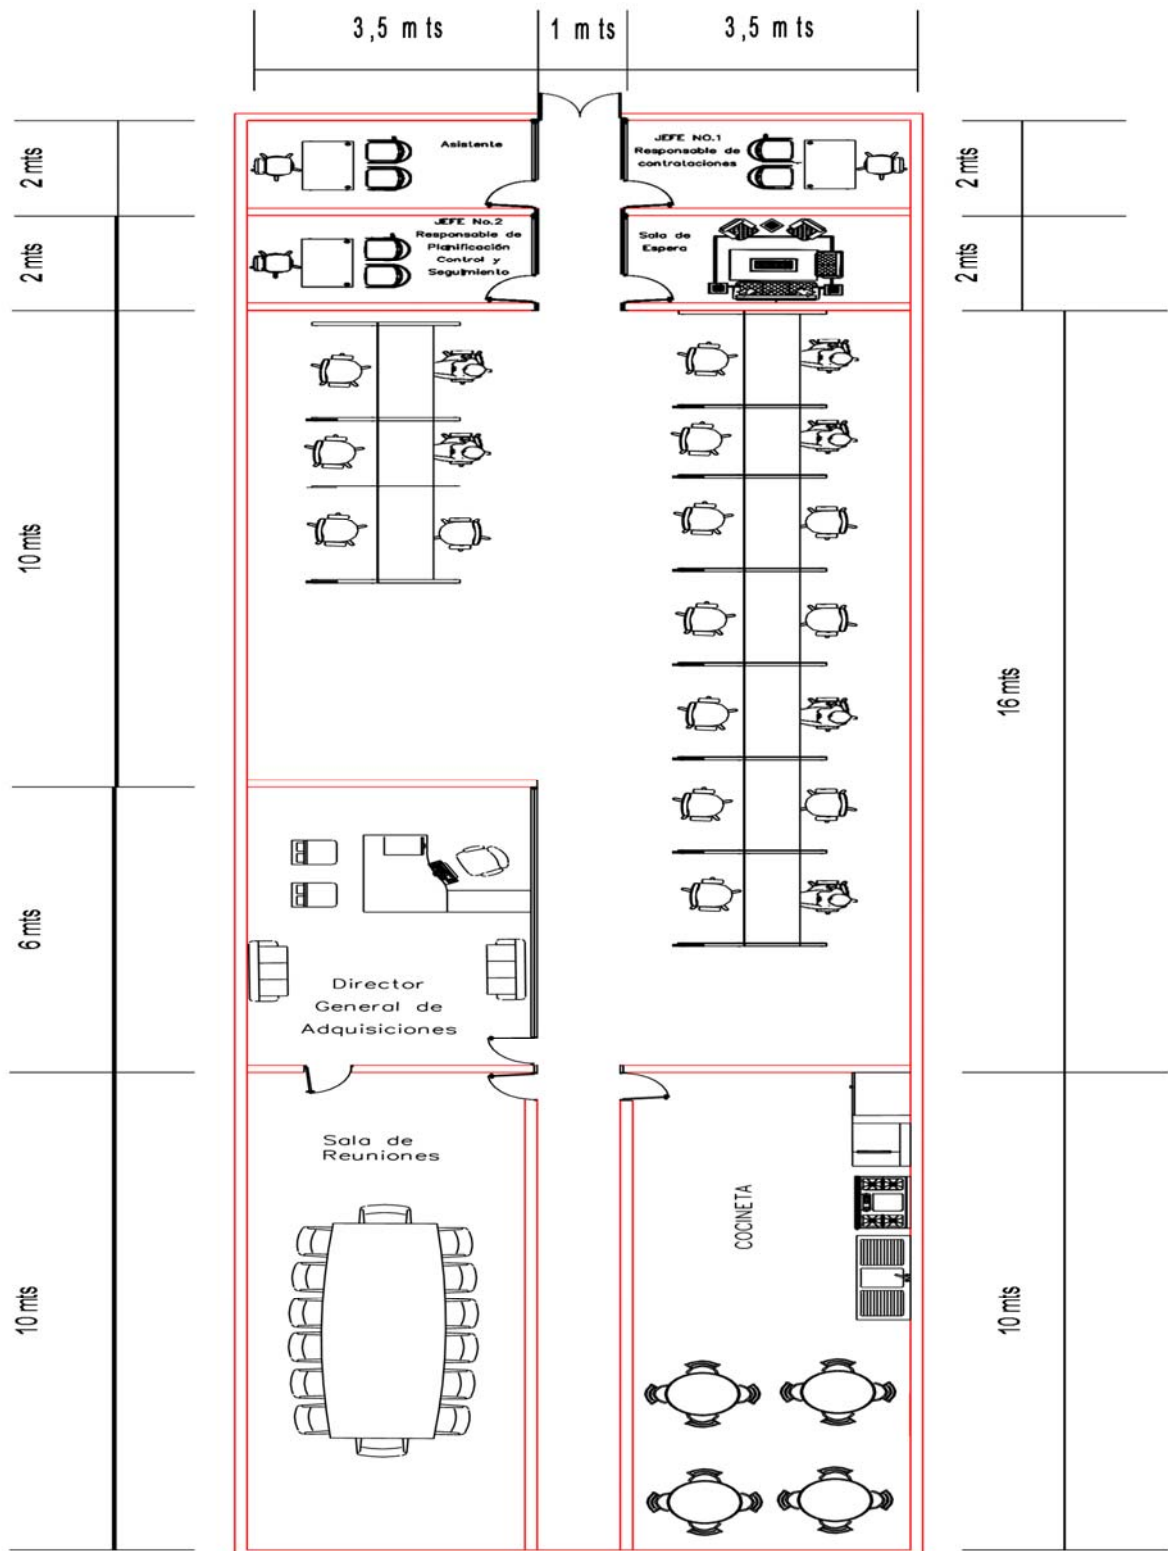 3,5 mts
1 mts
3,5 mts
2 mts
2 mts
10 mts
6 mts
10 mts
Asistente
JEFE NO.1
Responsable de
contrataciones
JEFE No.2
Responsable de
Planificación
Control y
Seguimiento
Sala de
Espera
Director
General de
Adquisiciones
Sala de
Reuniones
COCINETA
2 mts
2 mts
16 mts
10 mts